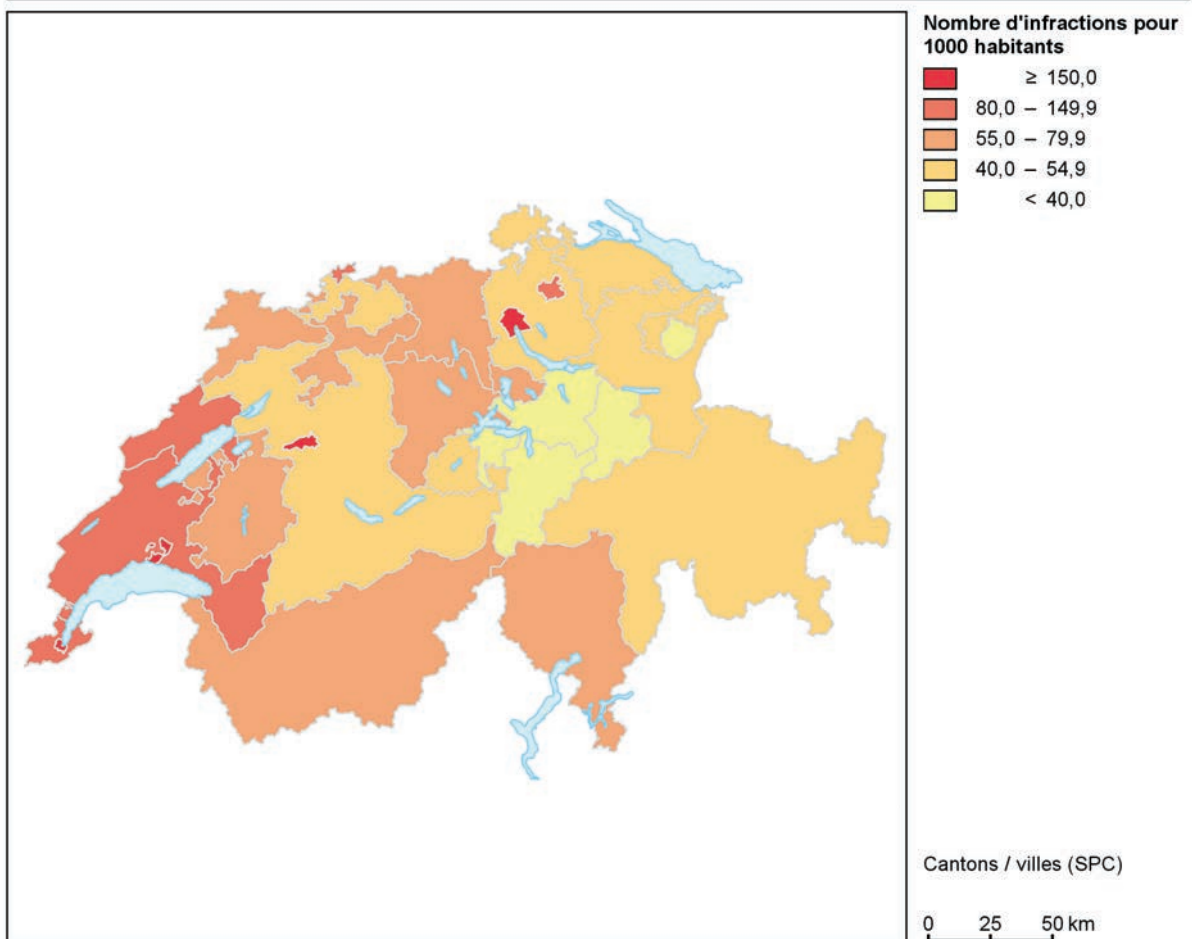 Nombre d'infractions pour
1000 habitants
≥ 150,0
80,0 – 149,9
55,0 – 79,9
40,0 – 54,9
< 40,0
Cantons / villes (SPC)
0 25 50 km